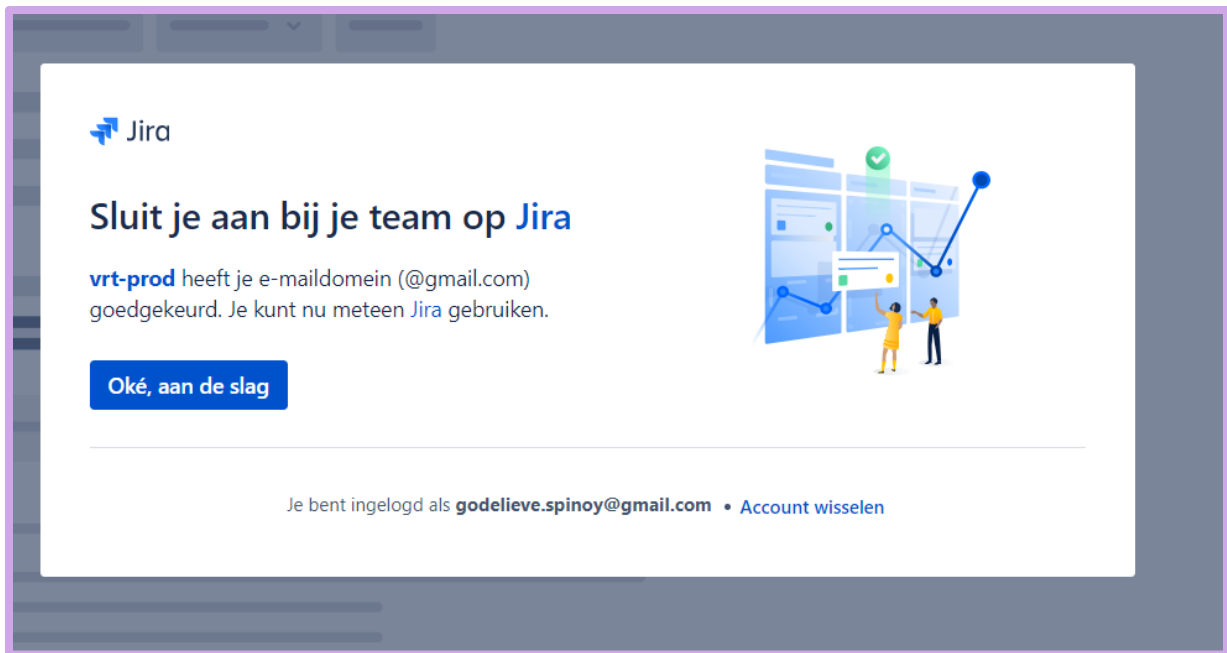 Jira
Sluit je aan bij je team op Jira
vrt-prod heeft je e-maildomein (@gmail.com)
goedgekeurd. Je kunt nu meteen Jira gebruiken.
Oké, aan de slag
Je bent ingelogd als godelieve.spinoy@gmail.com • Account wisselen